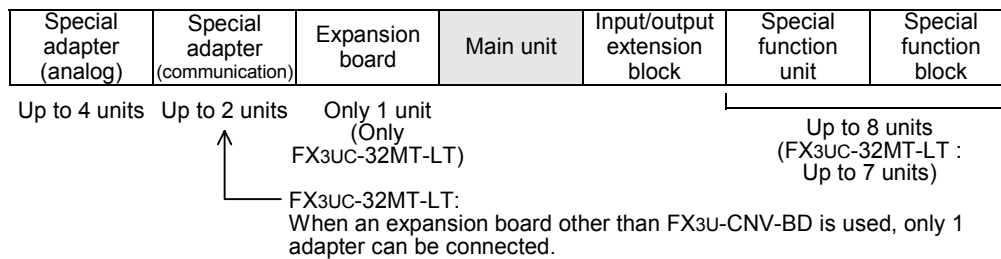 Special
adapter
(analog)
Special
adapter
(communication)
Expansion
board
Main unit
Input/output
extension
block
Special
function
unit
Special
function
block
Up to 4 units
Up to 2 units
Only 1 unit
(Only
FX3UC-32MT-LT)
Up to 8 units
(FX3UC-32MT-LT :
Up to 7 units)
FX3UC-32MT-LT:
When an expansion board other than FX3U-CNV-BD is used, only 1
adapter can be connected.